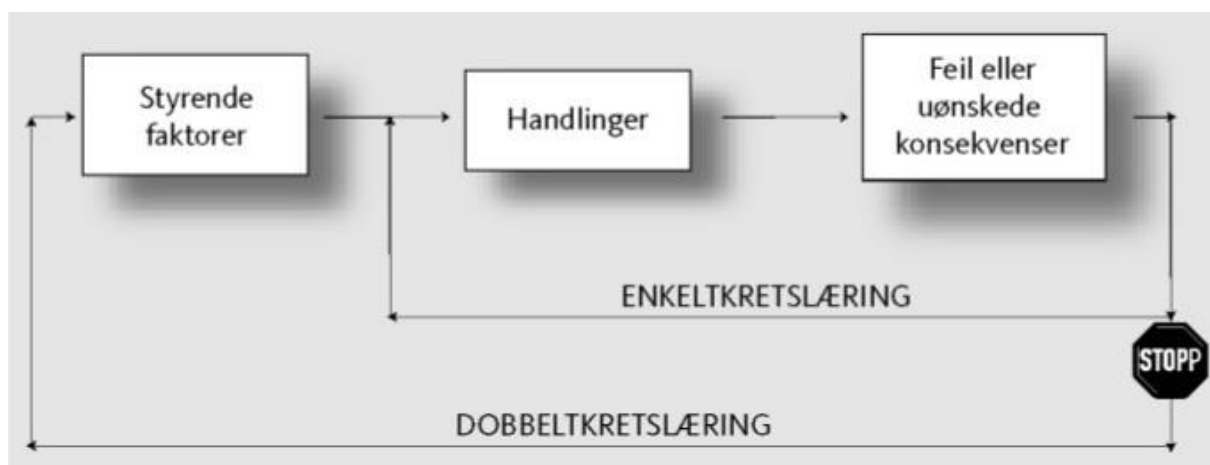 Styrende
faktorer
Handlinger
Feil eller
uønskede
konsekvenser
ENKELTKRETSLÆRING
STOPP
DOBBELTKRETSLÆRING